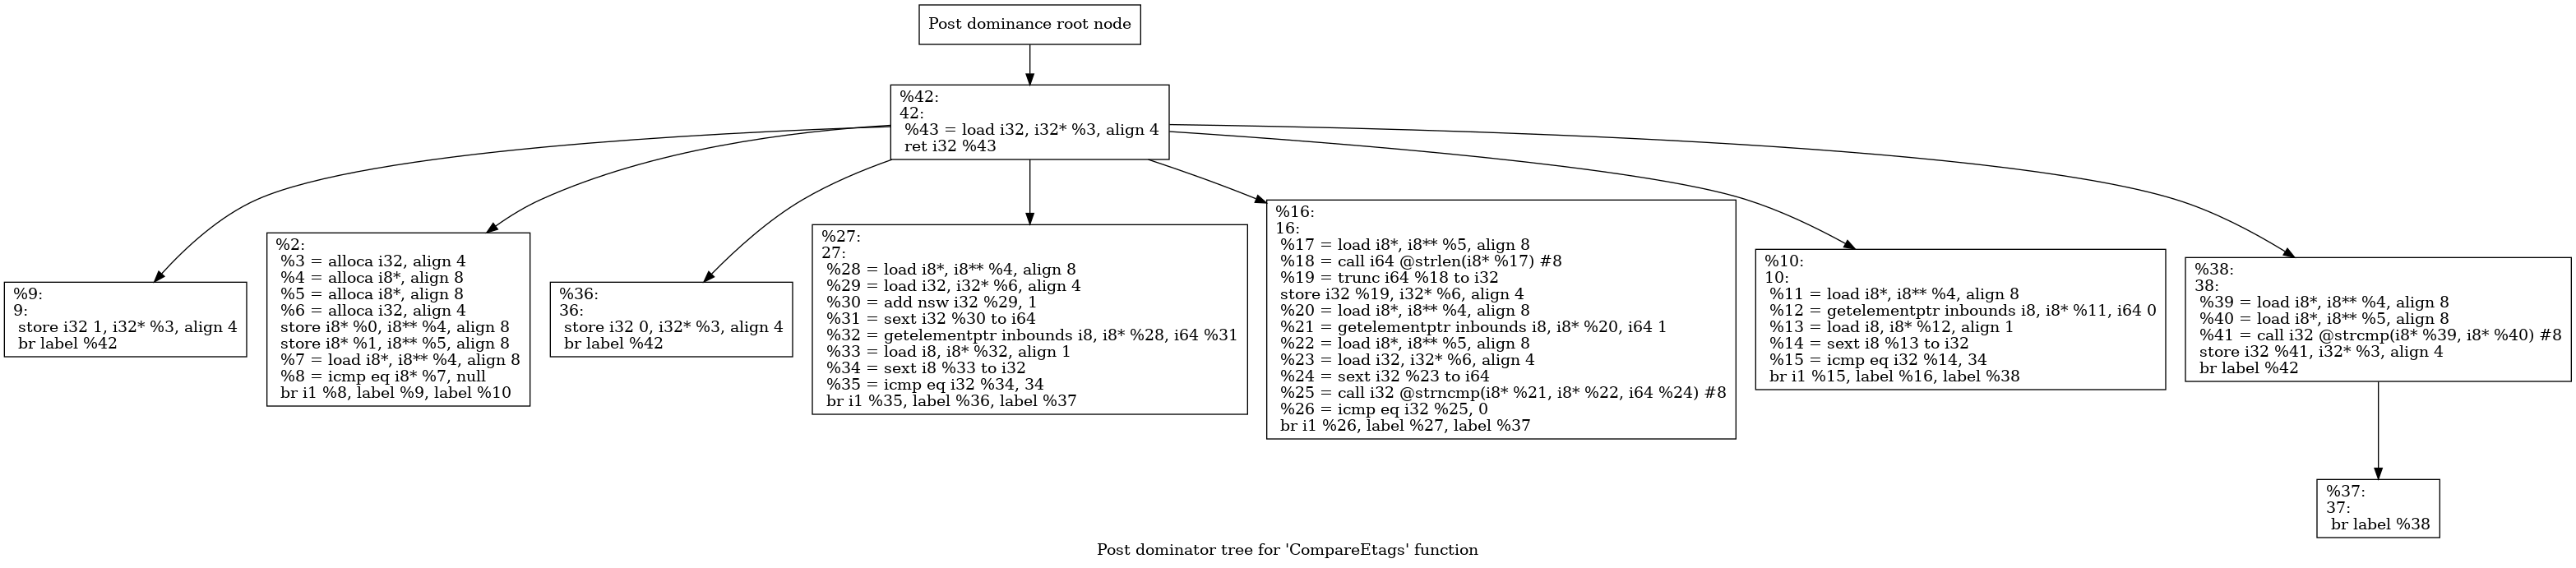 Post dominance root node
%42:
42:
%43 = load i32, i32* %3, align 4
ret i32 %43
%9:
9:
store i32 1, i32* %3, align 4
br label %42
%2:
%3 = alloca i32, align 4
%4 = alloca i8*, align 8
%5 = alloca i8*, align 8
%6 = alloca i32, align 4
store i8* %0, i8** %4, align 8
store i8* %1, i8** %5, align 8
%7 = load i8*, i8** %4, align 8
%8 = icmp eq i8* %7, null
br i1 %8, label %9, label %10
%36:
36:
store i32 0, i32* %3, align 4
br label %42
%27:
27:
%28 = load i8*, i8** %4, align 8
%29 = load i32, i32* %6, align 4
%30 = add nsw i32 %29, 1
%31 = sext i32 %30 to i64
%32 = getelementptr inbounds i8, i8* %28, i64 %31
%33 = load i8, i8* %32, align 1
%34 = sext i8 %33 to i32
%35 = icmp eq i32 %34, 34
br i1 %35, label %36, label %37
%16:
16:
%17 = load i8*, i8** %5, align 8
%18 = call i64 @strlen(i8* %17) #8
%19 = trunc i64 %18 to i32
store i32 %19, i32* %6, align 4
%20 = load i8*, i8** %4, align 8
%21 = getelementptr inbounds i8, i8* %20, i64 1
%22 = load i8*, i8** %5, align 8
%23 = load i32, i32* %6, align 4
%24 = sext i32 %23 to i64
%25 = call i32 @strncmp(i8* %21, i8* %22, i64 %24) #8
%26 = icmp eq i32 %25, 0
br i1 %26, label %27, label %37
%10:
10:
%11 = load i8*, i8** %4, align 8
%12 = getelementptr inbounds i8, i8* %11, i64 0
%13 = load i8, i8* %12, align 1
%14 = sext i8 %13 to i32
%15 = icmp eq i32 %14, 34
br i1 %15, label %16, label %38
%38:
38:
%39 = load i8*, i8** %4, align 8
%40 = load i8*, i8** %5, align 8
%41 = call i32 @strcmp(i8* %39, i8* %40) #8
store i32 %41, i32* %3, align 4
br label %42
%37:
37:
br label %38
Post dominator tree for 'CompareEtags' function